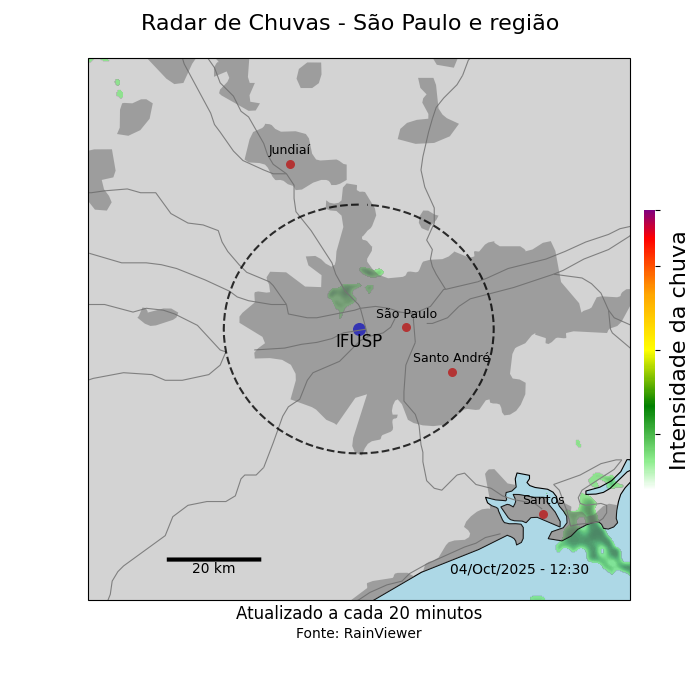 Radar de Chuvas - São Paulo e região
Jundiaí
São Paulo
IFUSP
Santo André
Intensidade da chuva
Santos
20 km
04/Oct/2025 - 12:30
Atualizado a cada 20 minutos
Fonte: RainViewer